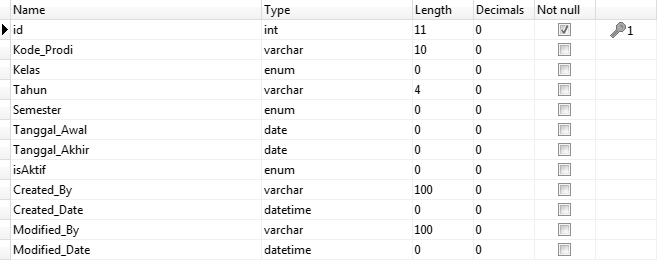 Name Type Length Decimals Not null
id int 11 0 1
Kode_Prodi varchar 10 0
Kelas enum 0 0
Tahun varchar 4 0
Semester enum 0 0
Tanggal_Awal date 0 0
Tanggal_Akhir date 0 0
isAktif enum 0 0
Created_By varchar 100 0
Created_Date datetime 0 0
Modified_By varchar 100 0
Modified_Date datetime 0 0